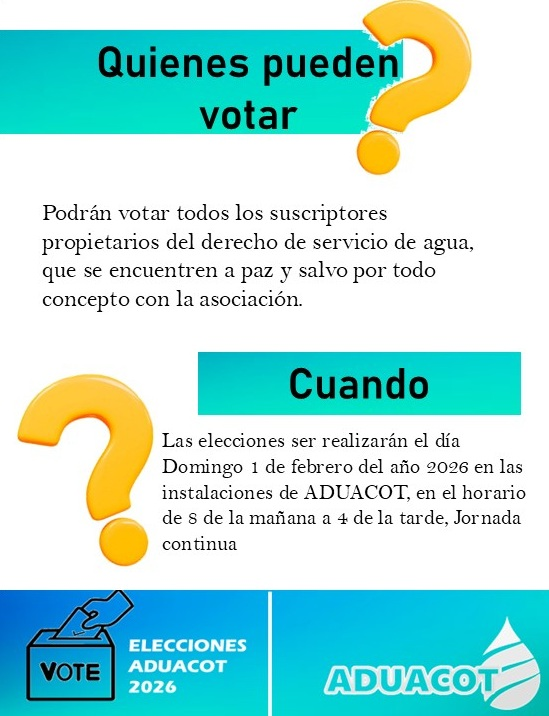 Quienes pueden
votar
Podrán votar todos los suscriptores
propietarios del derecho de servicio de agua,
que se encuentren a paz y salvo por todo
concepto con la asociación.
Cuando
Las elecciones ser realizarán el día
Domingo 1 de febrero del año 2026 en las
instalaciones de ADUACOT, en el horario
de 8 de la mañana a 4 de la tarde, Jornada
continua
VOTE
ELECCIONES
ADUACOT
2026
ADUACOT